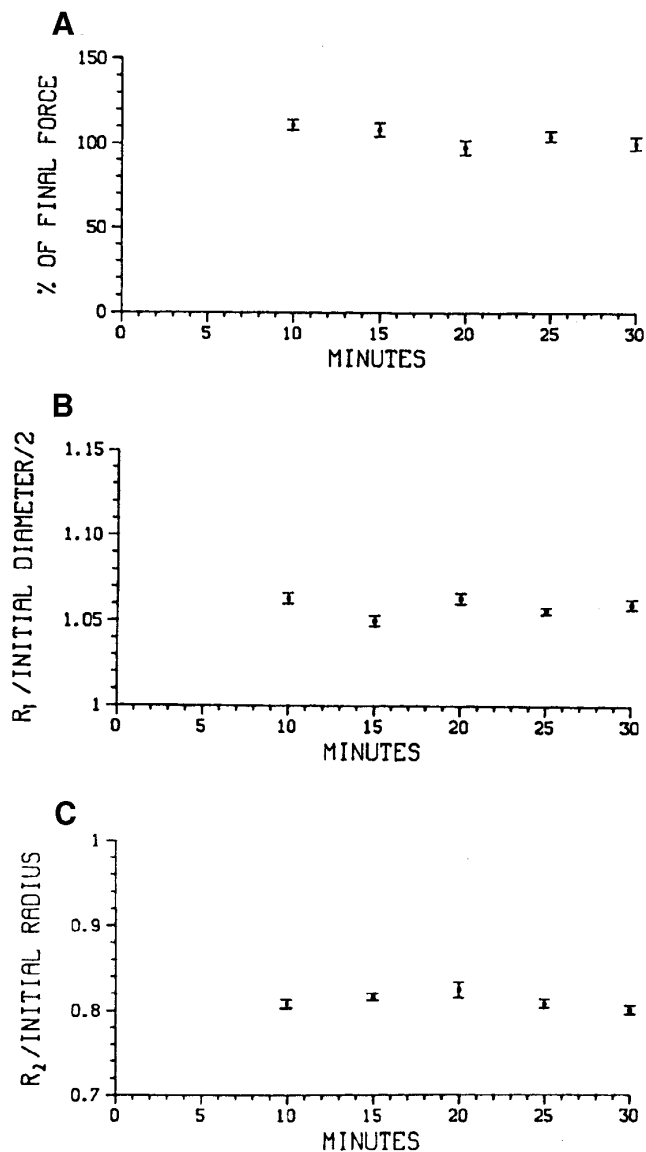 A
% OF FINAL FORCE
150
100
50
0
0 5 10 15 20 25 30
MINUTES
B
R₁/INITIAL DIAMETER/2
1.15
1.10
1.05
1
0 5 10 15 20 25 30
MINUTES
C
R₂/INITIAL RADIUS
1
0.9
0.8
0.7
0 5 10 15 20 25 30
MINUTES